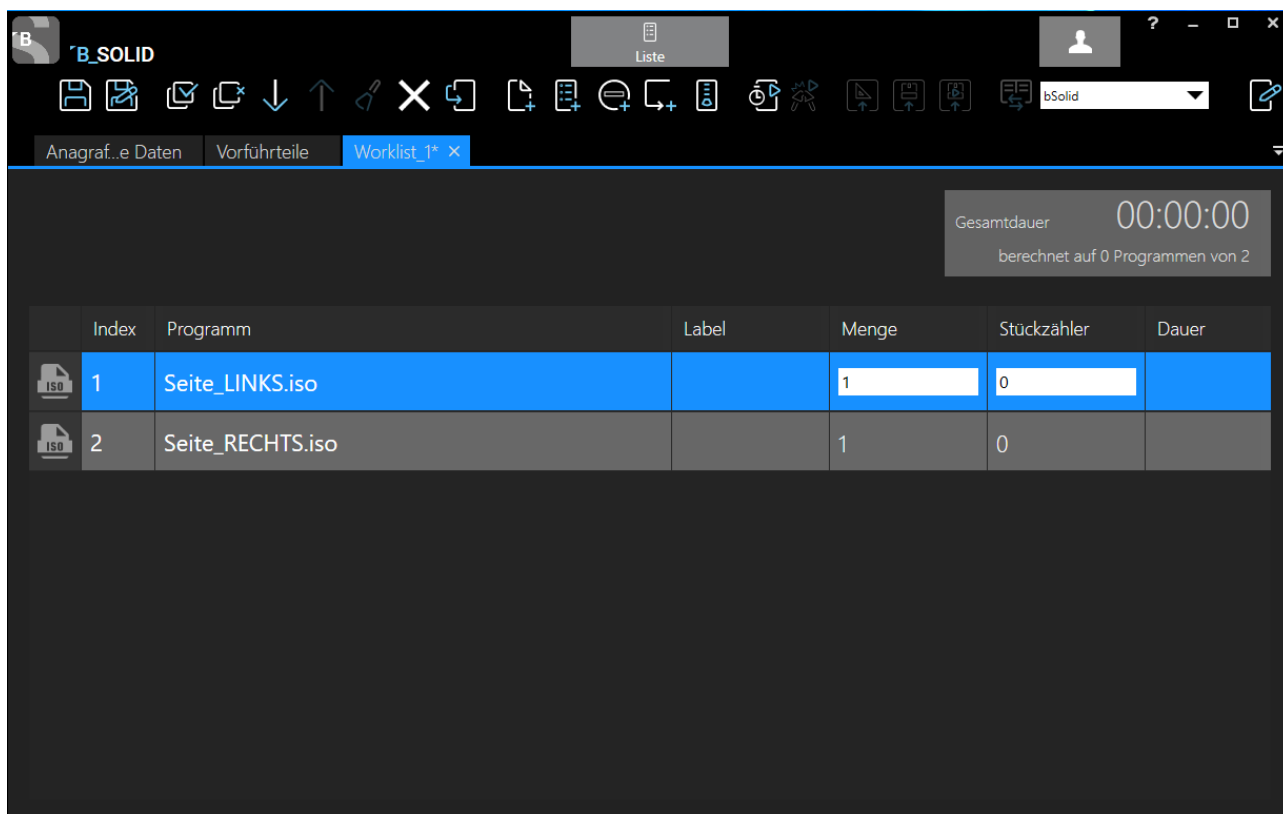 B
B_SOLID
Liste
?
bSolid
Anagraf...e Daten
Vorführteile
Worklist_1*
Gesamtdauer 00:00:00
berechnet auf 0 Programmen von 2
Index Programm Label Menge Stückzähler Dauer
ISO 1 Seite_LINKS.iso 1 0
ISO 2 Seite_RECHTS.iso 1 0